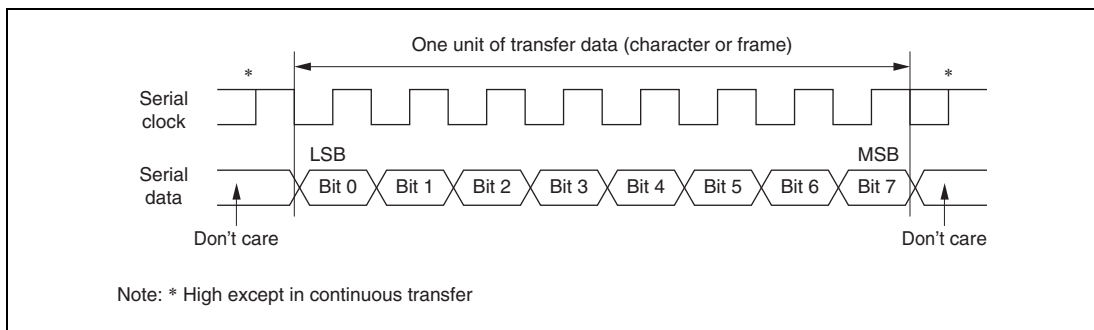 One unit of transfer data (character or frame)
* *
Serial
clock
LSB MSB
Serial
data
Bit 0 Bit 1 Bit 2 Bit 3 Bit 4 Bit 5 Bit 6 Bit 7
Don't care Don't care
Note: * High except in continuous transfer